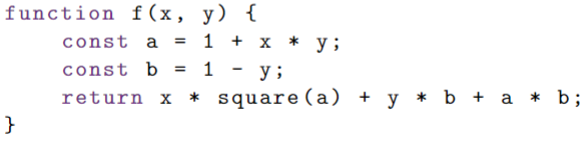 function f(x, y) {
    const a = 1 + x * y;
    const b = 1 - y;
    return x * square(a) + y * b + a * b;
}